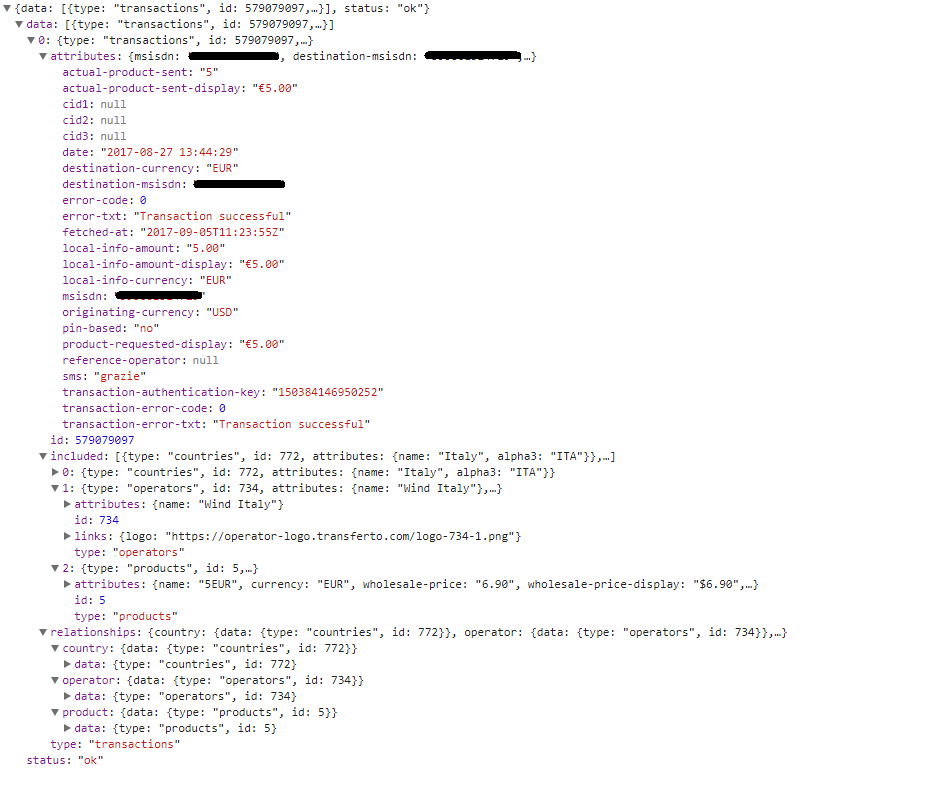 {data: [{type: "transactions", id: 579079097,…}], status: "ok"}
data: [{type: "transactions", id: 579079097,…}]
0: {type: "transactions", id: 579079097,…}
attributes: {msisdn: , destination-msisdn: ,…}
actual-product-sent: "5"
actual-product-sent-display: "€5.00"
cid1: null
cid2: null
cid3: null
date: "2017-08-27 13:44:29"
destination-currency: "EUR"
destination-msisdn:
error-code: 0
error-txt: "Transaction successful"
fetched-at: "2017-09-05T11:23:55Z"
local-info-amount: "5.00"
local-info-amount-display: "€5.00"
local-info-currency: "EUR"
msisdn:
originating-currency: "USD"
pin-based: "no"
product-requested-display: "€5.00"
reference-operator: null
sms: "grazie"
transaction-authentication-key: "150384146950252"
transaction-error-code: 0
transaction-error-txt: "Transaction successful"
id: 579079097
included: [{type: "countries", id: 772, attributes: {name: "Italy", alpha3: "ITA"}},…]
0: {type: "countries", id: 772, attributes: {name: "Italy", alpha3: "ITA"}}
1: {type: "operators", id: 734, attributes: {name: "Wind Italy"},…}
attributes: {name: "Wind Italy"}
id: 734
links: {logo: "https://operator-logo.transferto.com/logo-734-1.png"}
type: "operators"
2: {type: "products", id: 5,…}
attributes: {name: "5EUR", currency: "EUR", wholesale-price: "6.90", wholesale-price-display: "$6.90",…}
id: 5
type: "products"
relationships: {country: {data: {type: "countries", id: 772}}, operator: {data: {type: "operators", id: 734}},…}
country: {data: {type: "countries", id: 772}}
data: {type: "countries", id: 772}
operator: {data: {type: "operators", id: 734}}
data: {type: "operators", id: 734}
product: {data: {type: "products", id: 5}}
data: {type: "products", id: 5}
type: "transactions"
status: "ok"